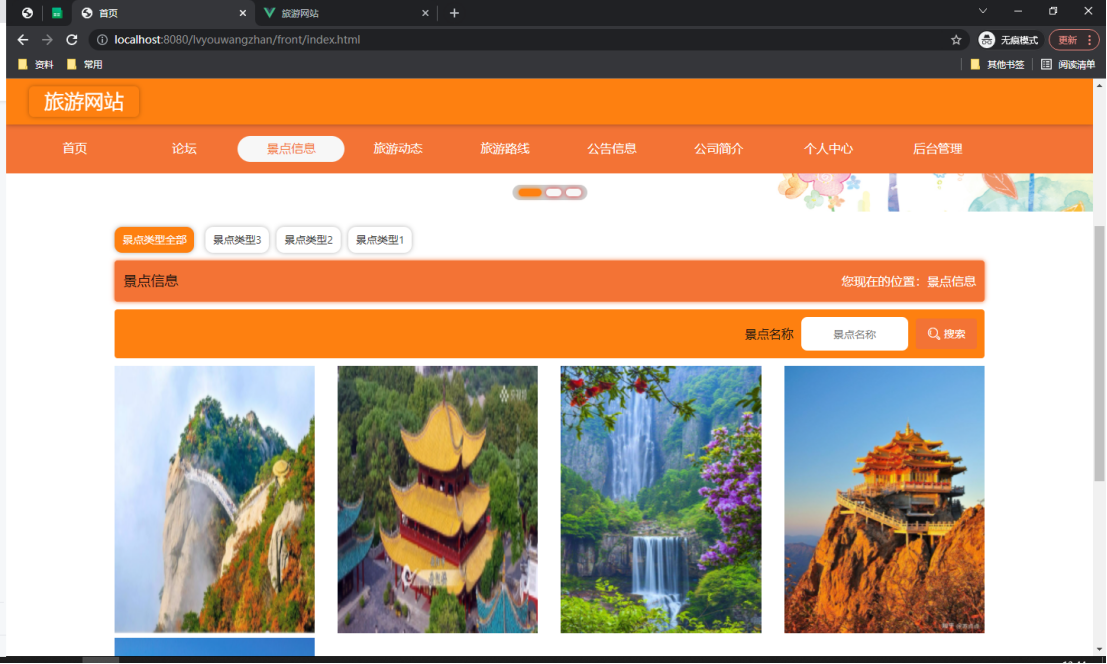 首页
旅游网站
localhost:8080/lvyouwangzhan/front/index.html
无痕模式
更新
资料
常用
其他书签
阅读清单
旅游网站
首页 论坛 景点信息 旅游动态 旅游路线 公告信息 公司简介 个人中心 后台管理
景点类型全部 景点类型3 景点类型2 景点类型1
景点信息
您现在的位置：景点信息
景点名称 景点名称 搜索